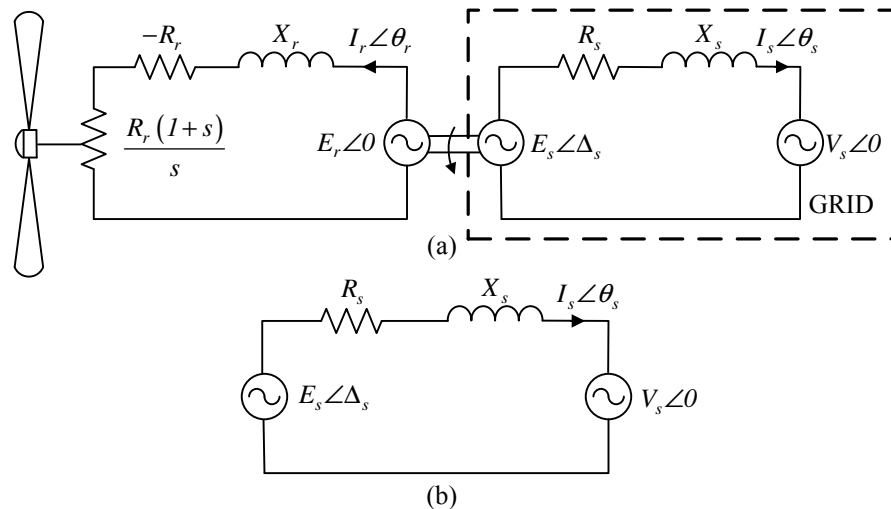 −R_r
X_r
I_r∠θ_r
R_s
X_s
I_s∠θ_s
R_r(1+s)
s
E_r∠0
E_s∠Δ_s
V_s∠0
GRID
(a)
R_s
X_s
I_s∠θ_s
E_s∠Δ_s
V_s∠0
(b)